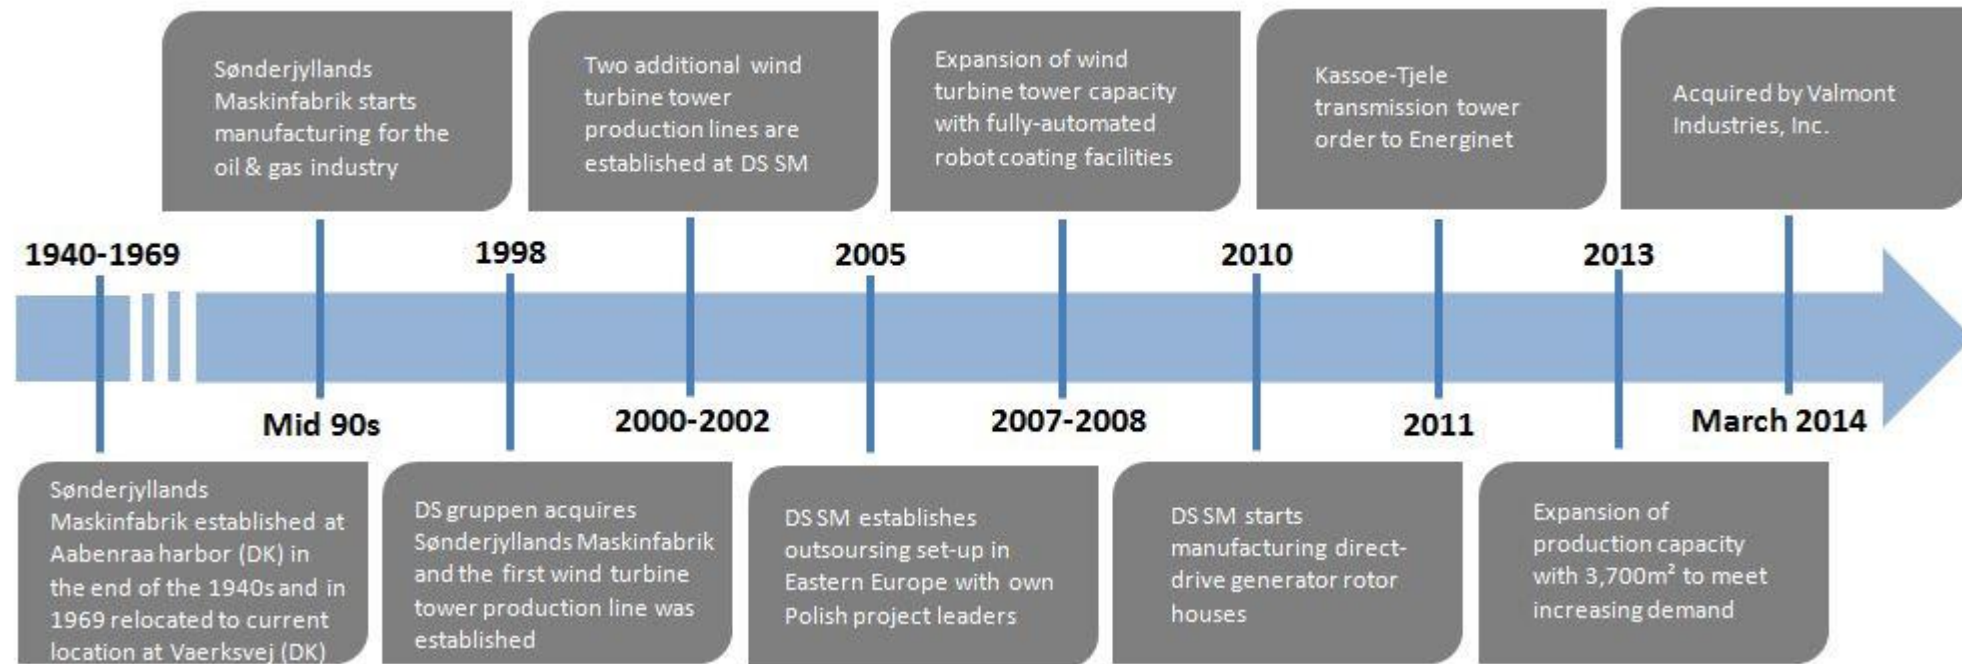 Sønderjyllands
Maskinfabrik starts
manufacturing for the
oil & gas industry
Two additional wind
turbine tower
production lines are
established at DS SM
Expansion of wind
turbine tower capacity
with fully-automated
robot coating facilities
Kassoe-Tjele
transmission tower
order to Energinet
Acquired by Valmont
Industries, Inc.
1940-1969
1998
2005
2010
2013
Mid 90s
2000-2002
2007-2008
2011
March 2014
Sønderjyllands
Maskinfabrik established at
Aabenraa harbor (DK) in
the end of the 1940s and in
1969 relocated to current
location at Vaerksvej (DK)
DS gruppen acquires
Sønderjyllands Maskinfabrik
and the first wind turbine
tower production line was
established
DS SM establishes
outsoursing set-up in
Eastern Europe with own
Polish project leaders
DS SM starts
manufacturing direct-
drive generator rotor
houses
Expansion of
production capacity
with 3,700m² to meet
increasing demand